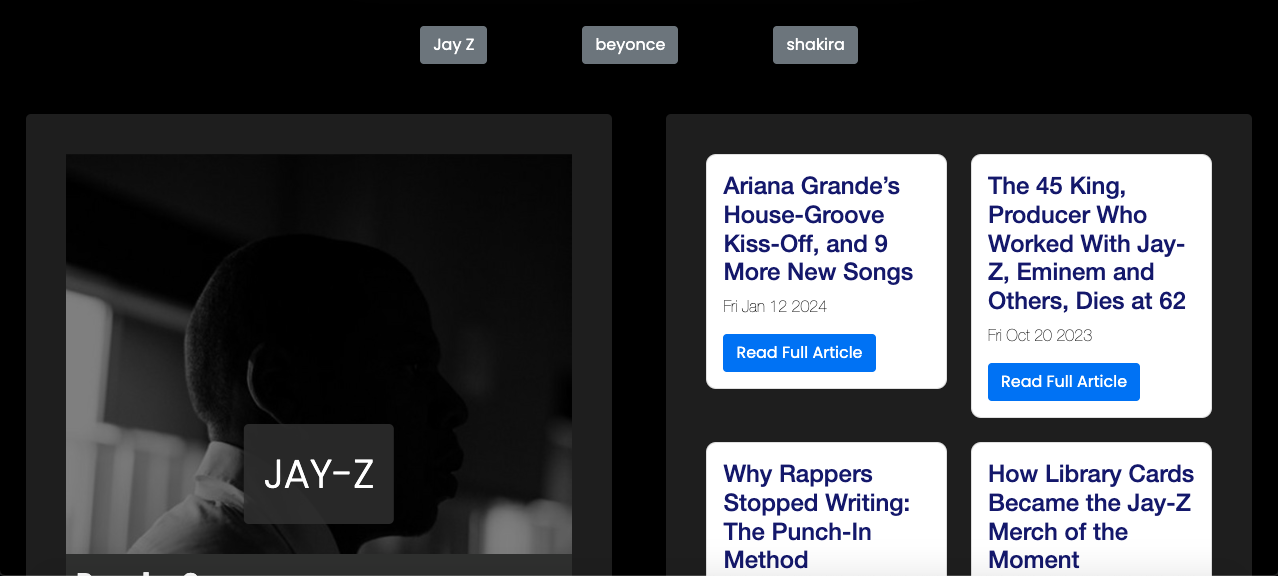 Jay Z
beyonce
shakira
JAY-Z
Ariana Grande’s
House-Groove
Kiss-Off, and 9
More New Songs
Fri Jan 12 2024
Read Full Article
The 45 King,
Producer Who
Worked With Jay-
Z, Eminem and
Others, Dies at 62
Fri Oct 20 2023
Read Full Article
Why Rappers
Stopped Writing:
The Punch-In
Method
How Library Cards
Became the Jay-Z
Merch of the
Moment